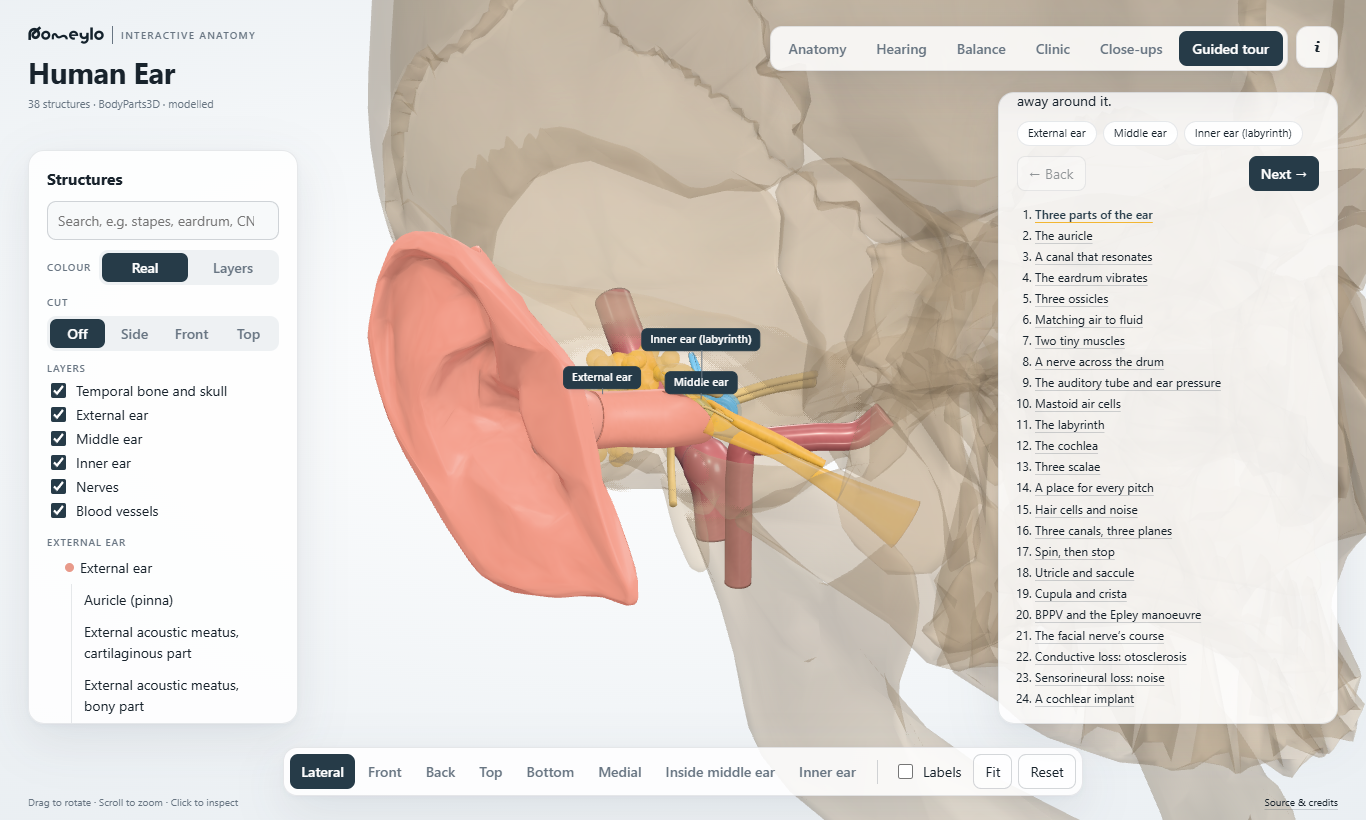 Romeylo
INTERACTIVE ANATOMY
Human Ear
38 structures · BodyParts3D · modelled
Anatomy
Hearing
Balance
Clinic
Close-ups
Guided tour
i
Structures
Search, e.g. stapes, eardrum, CN
COLOUR
Real
Layers
CUT
Off
Side
Front
Top
LAYERS
Temporal bone and skull
External ear
Middle ear
Inner ear
Nerves
Blood vessels
EXTERNAL EAR
External ear
Auricle (pinna)
External acoustic meatus,
cartilaginous part
External acoustic meatus,
bony part
Inner ear (labyrinth)
External ear
Middle ear
away around it.
External ear
Middle ear
Inner ear (labyrinth)
← Back
Next →
1. Three parts of the ear
2. The auricle
3. A canal that resonates
4. The eardrum vibrates
5. Three ossicles
6. Matching air to fluid
7. Two tiny muscles
8. A nerve across the drum
9. The auditory tube and ear pressure
10. Mastoid air cells
11. The labyrinth
12. The cochlea
13. Three scalae
14. A place for every pitch
15. Hair cells and noise
16. Three canals, three planes
17. Spin, then stop
18. Utricle and saccule
19. Cupula and crista
20. BPPV and the Epley manoeuvre
21. The facial nerve's course
22. Conductive loss: otosclerosis
23. Sensorineural loss: noise
24. A cochlear implant
Lateral
Front
Back
Top
Bottom
Medial
Inside middle ear
Inner ear
Labels
Fit
Reset
Drag to rotate · Scroll to zoom · Click to inspect
Source & credits